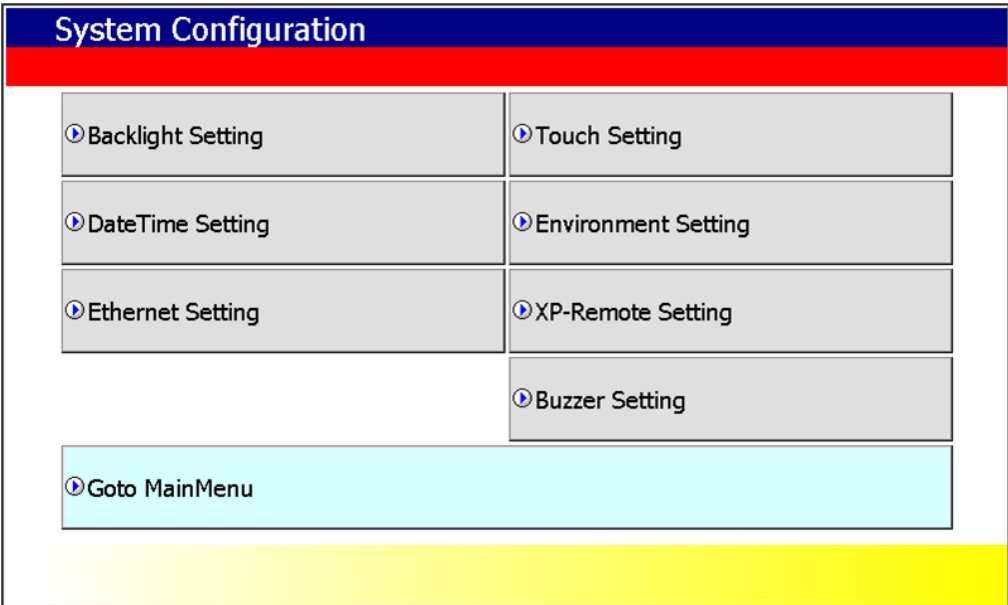 System Configuration
Backlight Setting
Touch Setting
DateTime Setting
Environment Setting
Ethernet Setting
XP-Remote Setting
Buzzer Setting
Goto MainMenu